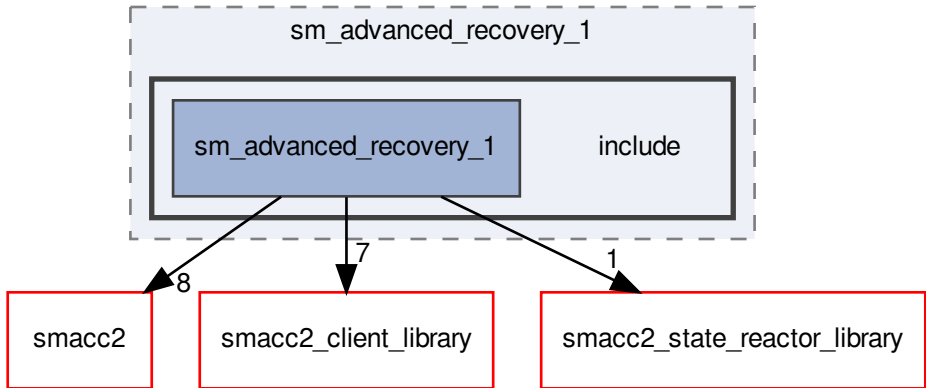 sm_advanced_recovery_1
sm_advanced_recovery_1
include
8
7
1
smacc2
smacc2_client_library
smacc2_state_reactor_library